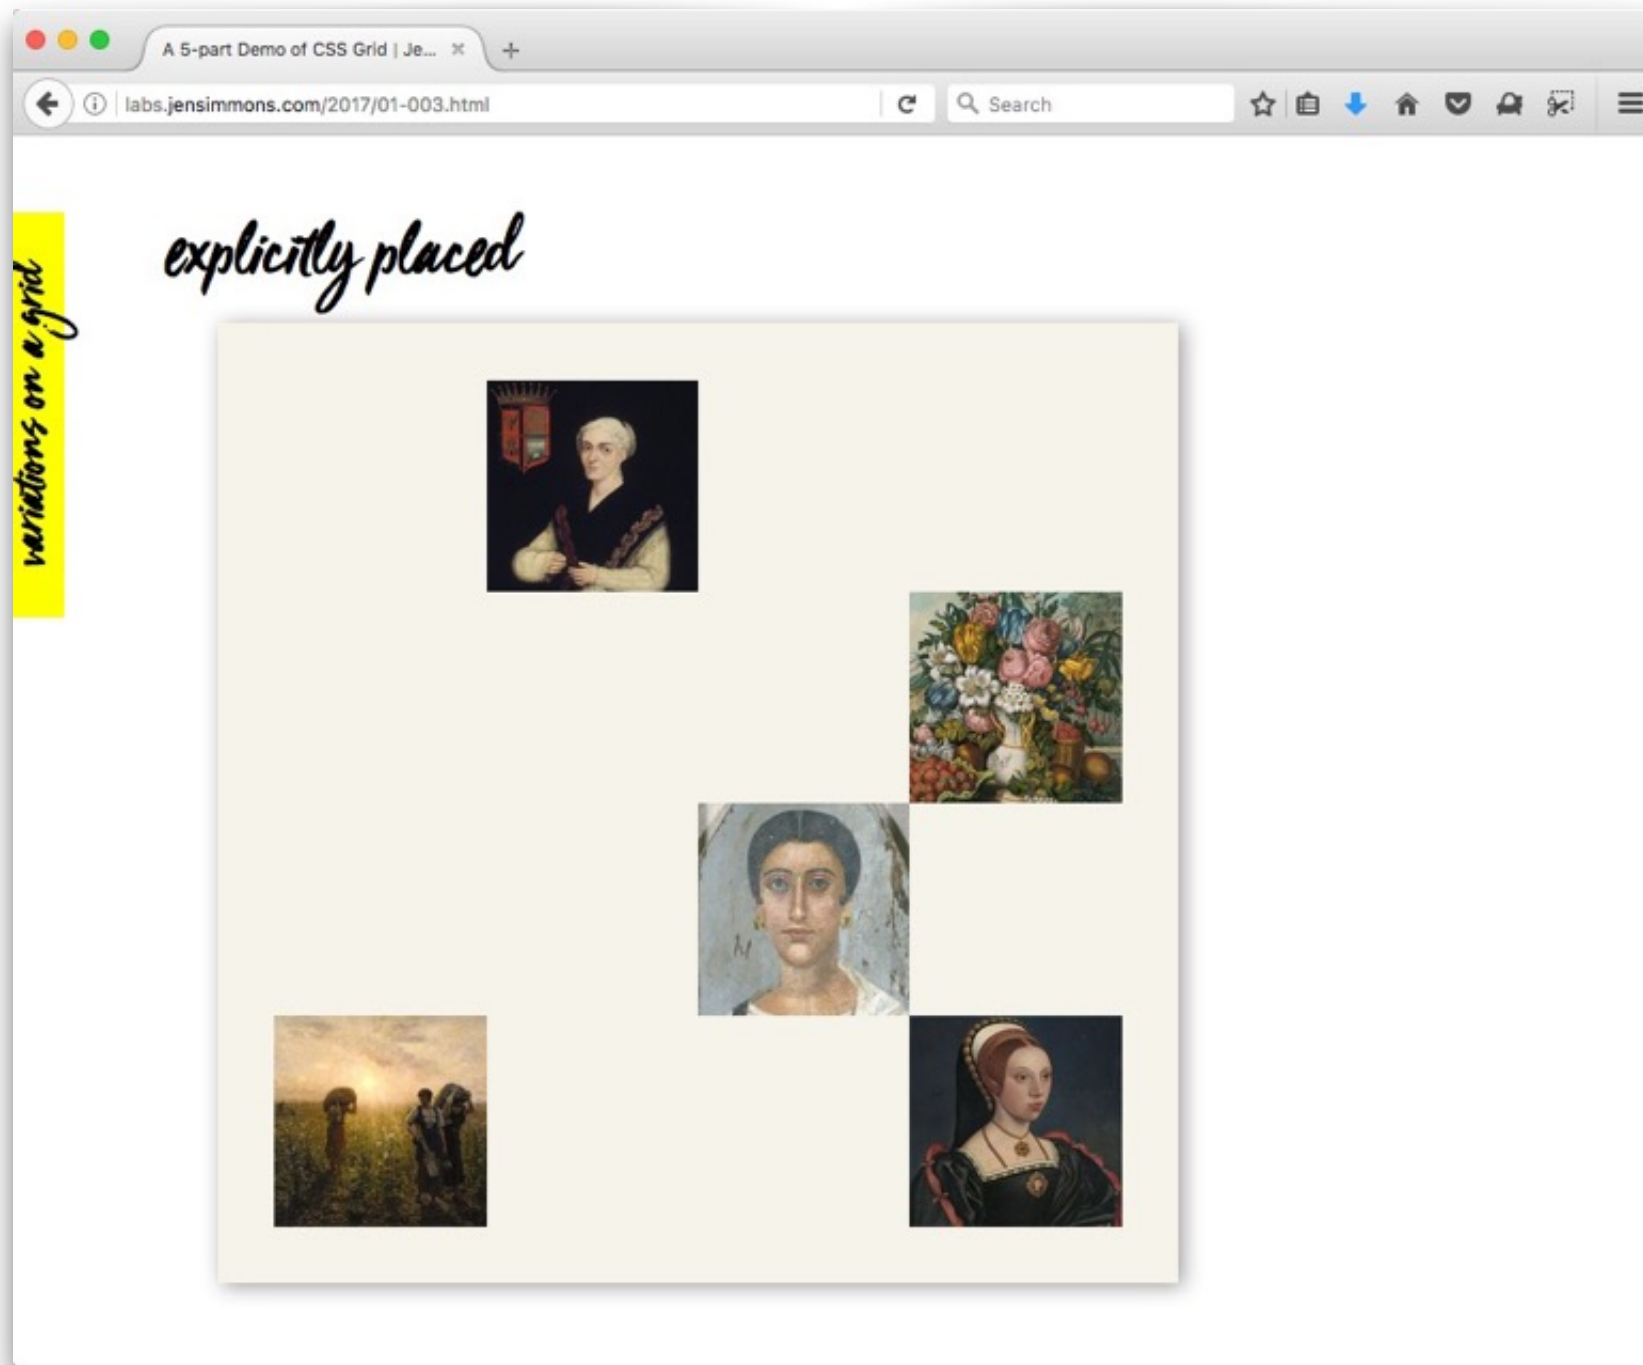 A 5-part Demo of CSS Grid | Je...
labs.jensimmons.com/2017/01-003.html
Search
explicitly placed
variations on a grid